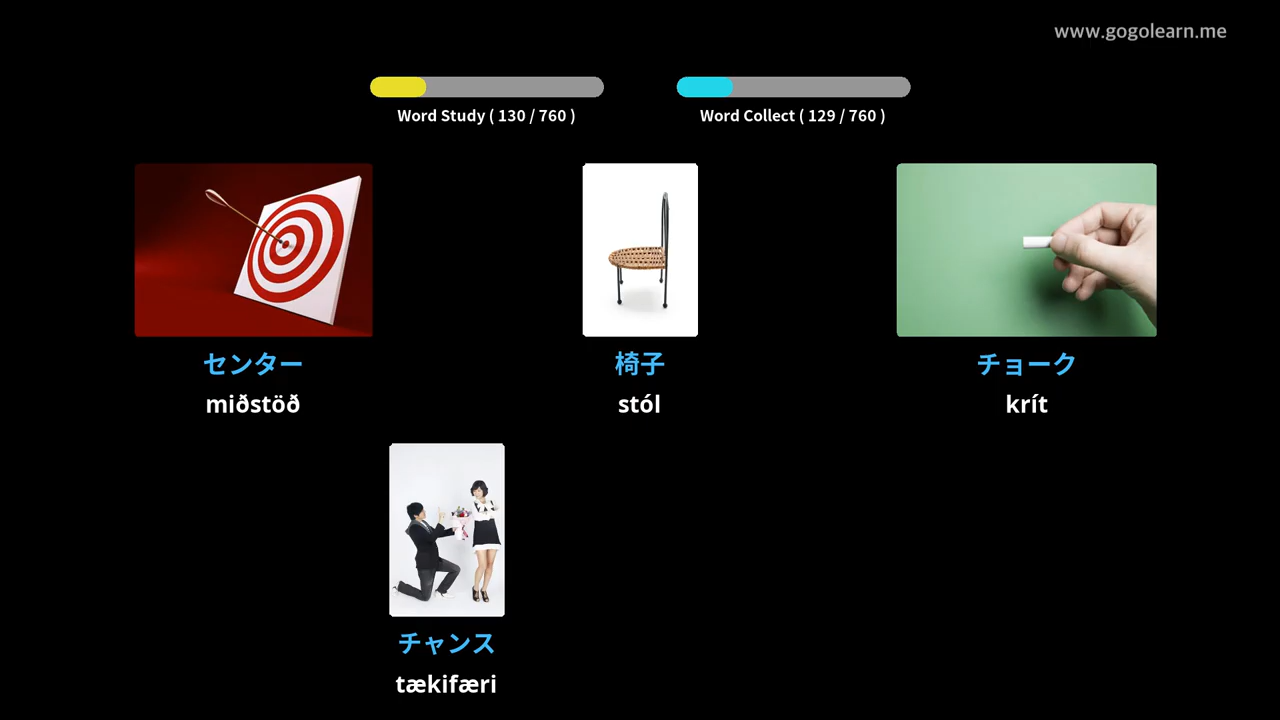 www.gogolearn.me
Word Study ( 130 / 760 )
Word Collect ( 129 / 760 )
センター
miðstöð
椅子
stól
チョーク
krít
チャンス
tækifæri